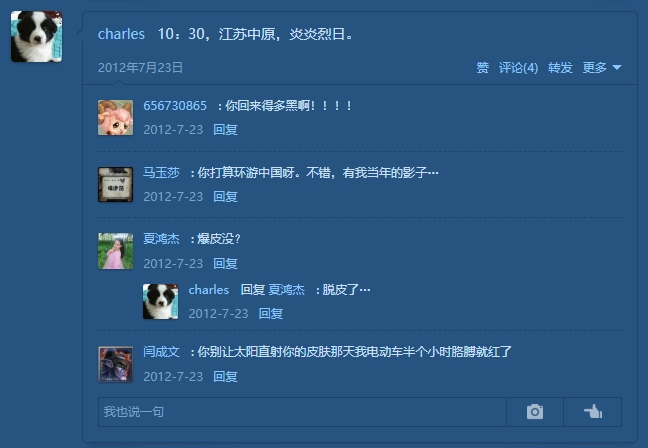 charles 10：30，江苏中原，炎炎烈日。
2012年7月23日 赞 评论(4) 转发 更多
656730865 ：你回来得多黑啊！！！！
2012-7-23 回复
马玉莎 ：你打算环游中国呀。不错，有我当年的影子…
2012-7-23 回复
夏鸿杰 ：爆皮没?
2012-7-23 回复
charles 回复 夏鸿杰 ：脱皮了…
2012-7-23 回复
闫成文 ：你别让太阳直射你的皮肤那天我电动车半个小时胳膊就红了
2012-7-23 回复
我也说一句